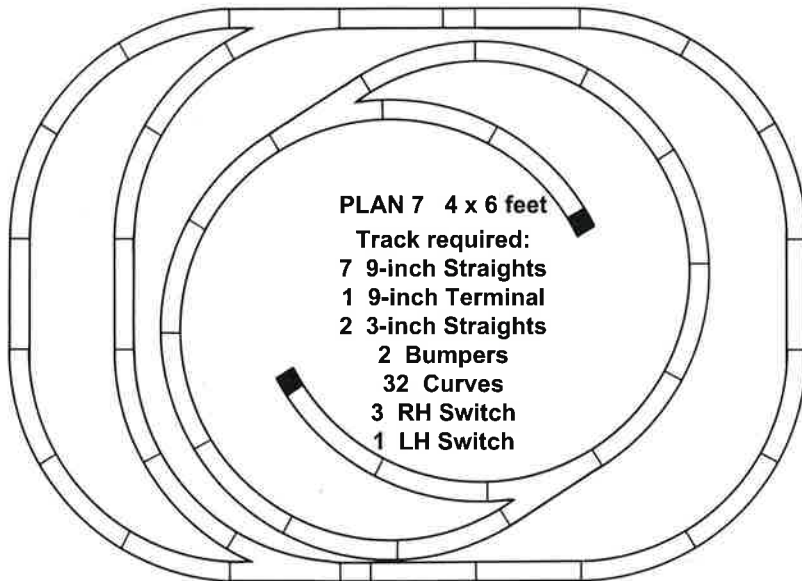 PLAN 7 4 x 6 feet
Track required:
7 9-inch Straights
1 9-inch Terminal
2 3-inch Straights
2 Bumpers
32 Curves
3 RH Switch
1 LH Switch